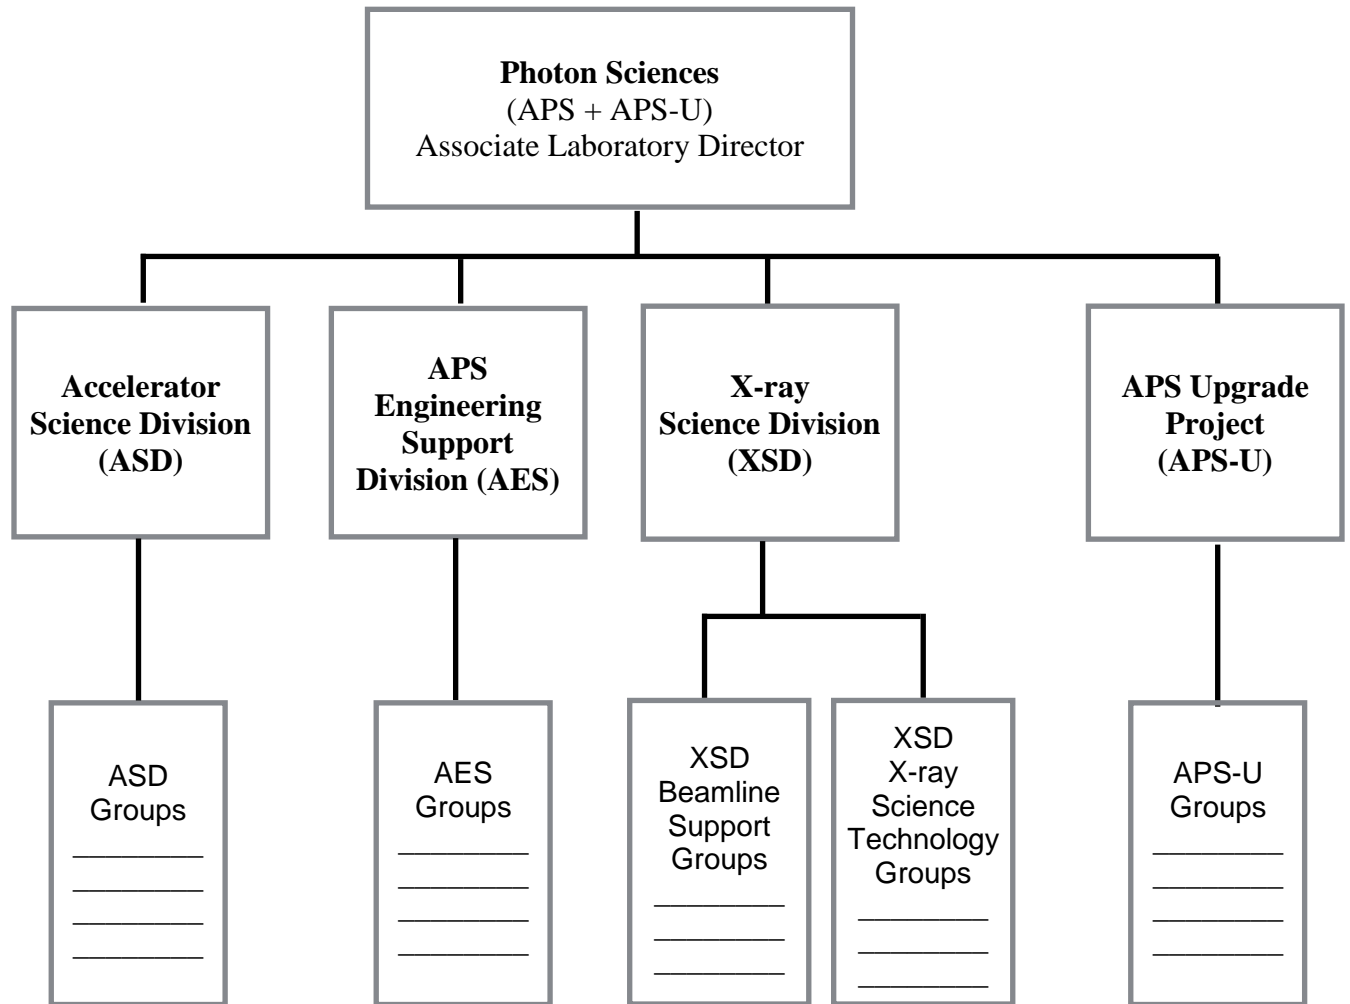 Photon Sciences
(APS + APS-U)
Associate Laboratory Director
Accelerator
Science Division
(ASD)
APS
Engineering
Support
Division (AES)
X-ray
Science Division
(XSD)
APS Upgrade
Project
(APS-U)
ASD
Groups
AES
Groups
XSD
Beamline
Support
Groups
XSD
X-ray
Science
Technology
Groups
APS-U
Groups